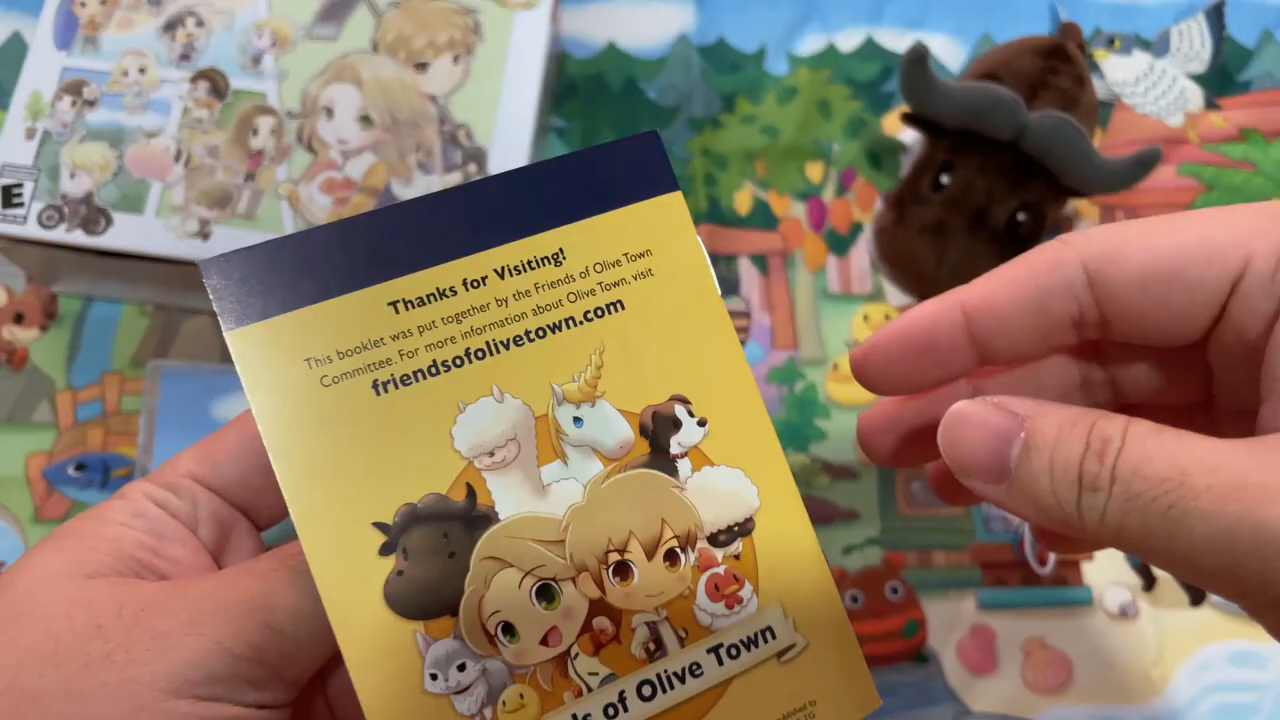 E
Thanks for Visiting!
This booklet was put together by the Friends of Olive Town
Committee. For more information about Olive Town, visit
friendsofolivetown.com
of Olive Town